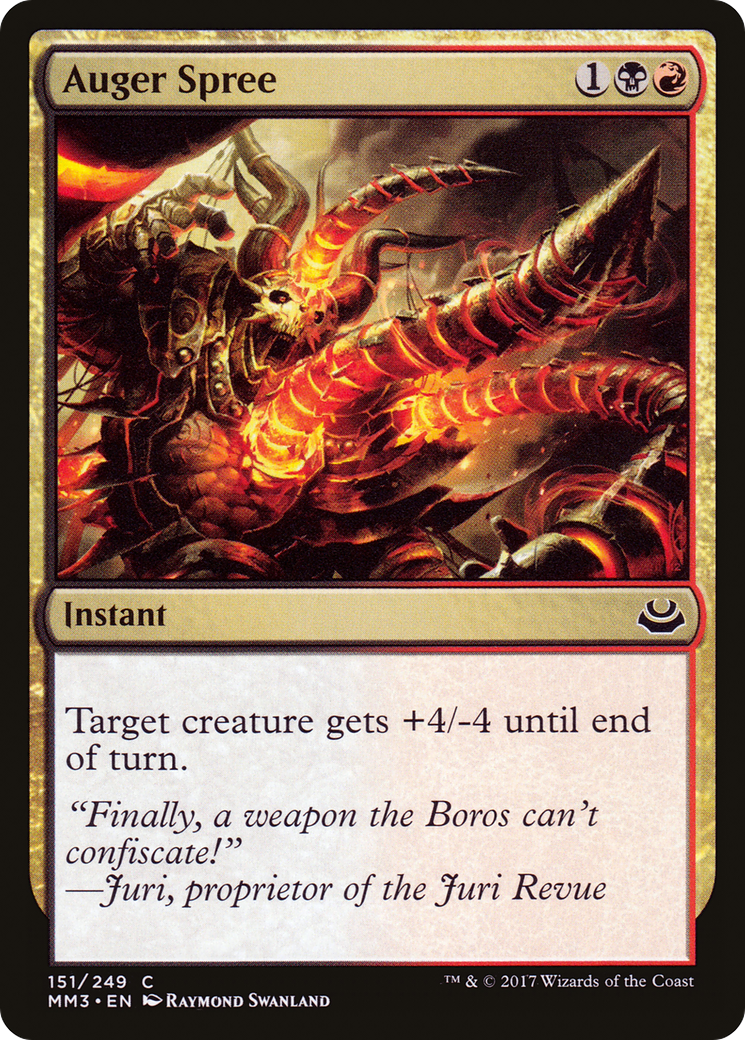 Auger Spree 1
Instant
Target creature gets +4/-4 until end
of turn.
“Finally, a weapon the Boros can’t
confiscate!”
—Juri, proprietor of the Juri Revue
151/249 C
MM3 • EN Raymond Swanland
™ & © 2017 Wizards of the Coast